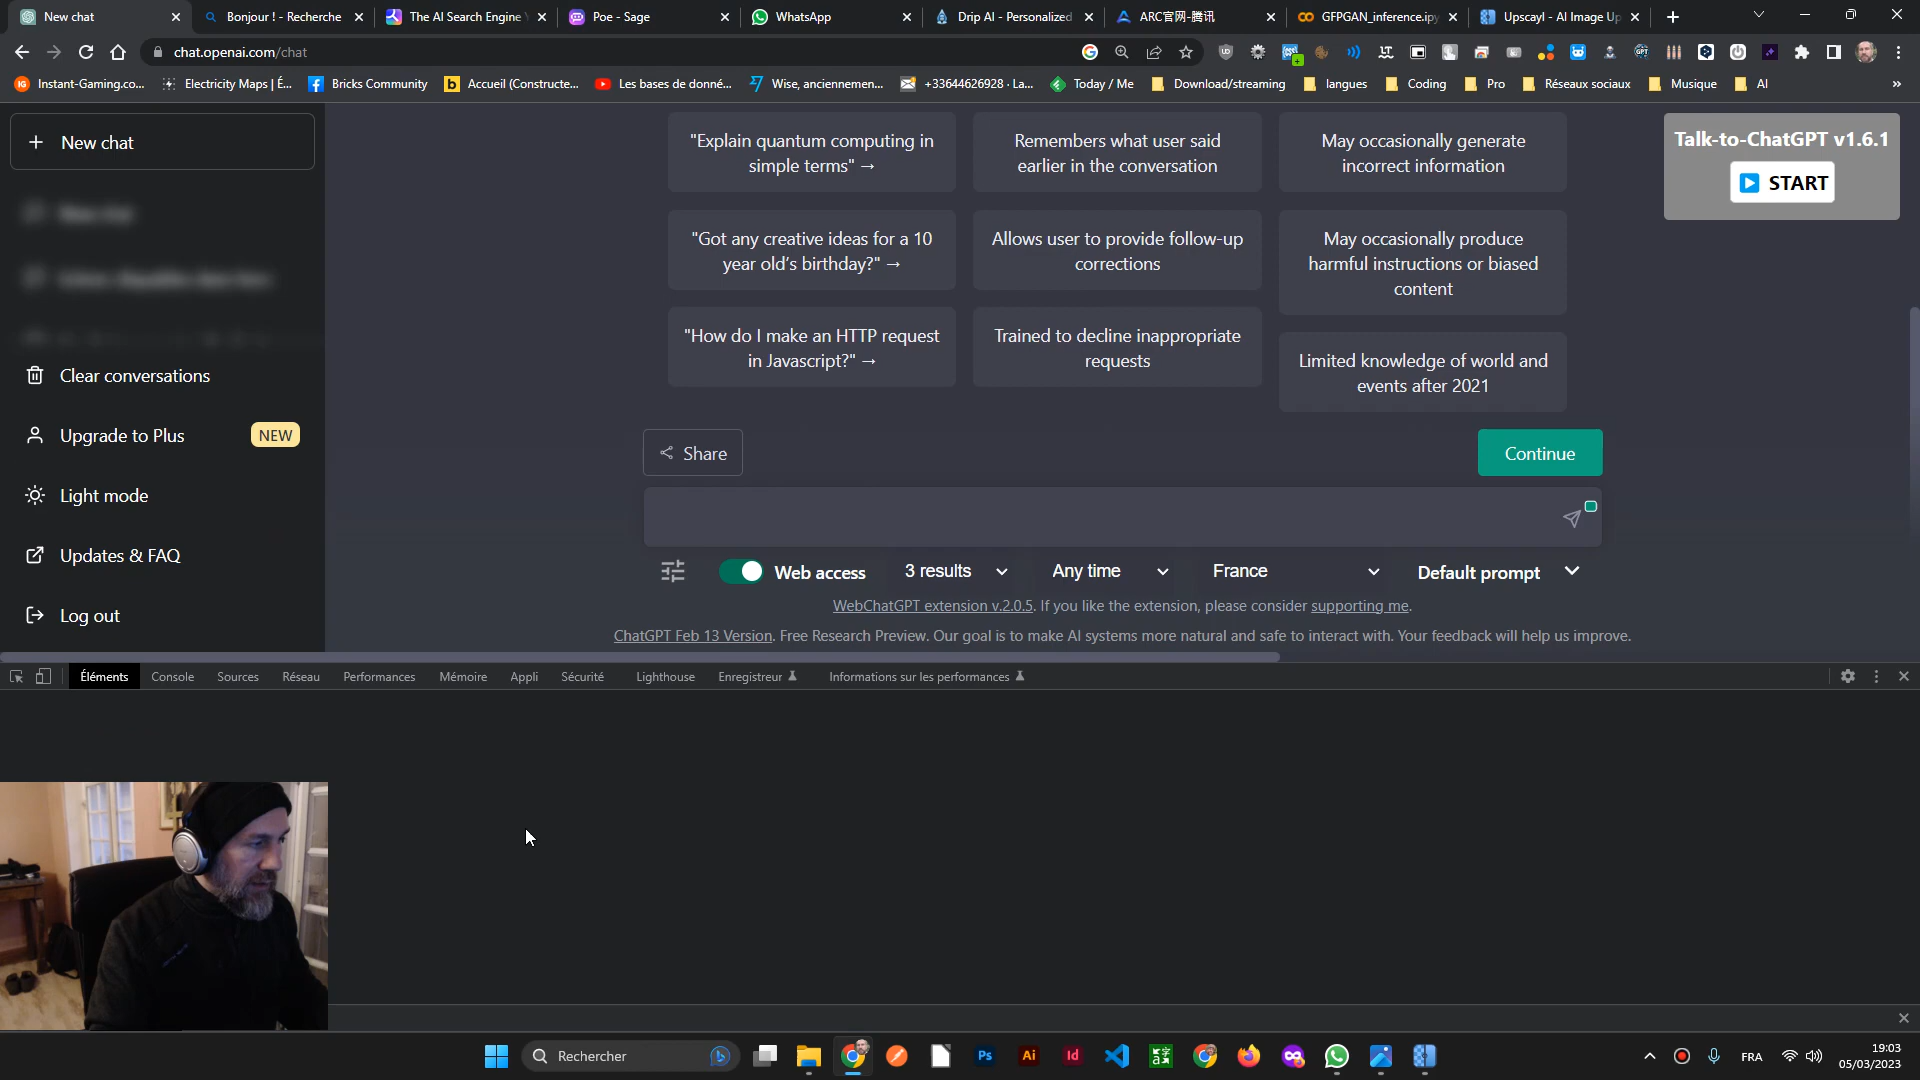 New chat
Bonjour ! - Recherche
The AI Search Engine
Poe - Sage
WhatsApp
Drip AI - Personalized
ARC官网-腾讯
GFPGAN_inference.ipy
Upscayl - AI Image Up
chat.openai.com/chat
Instant-Gaming.co...
Electricity Maps | É...
Bricks Community
Accueil (Constructe...
Les bases de donné...
Wise, anciennemen...
+33644626928 · La...
Today / Me
Download/streaming
langues
Coding
Pro
Réseaux sociaux
Musique
AI
»
+ New chat
Clear conversations
Upgrade to Plus
NEW
Light mode
Updates & FAQ
Log out
"Explain quantum computing in
simple terms" →
"Got any creative ideas for a 10
year old's birthday?" →
"How do I make an HTTP request
in Javascript?" →
Remembers what user said
earlier in the conversation
Allows user to provide follow-up
corrections
Trained to decline inappropriate
requests
May occasionally generate
incorrect information
May occasionally produce
harmful instructions or biased
content
Limited knowledge of world and
events after 2021
Talk-to-ChatGPT v1.6.1
START
Share
Continue
Web access
3 results
Any time
France
Default prompt
WebChatGPT extension v.2.0.5. If you like the extension, please consider supporting me.
ChatGPT Feb 13 Version. Free Research Preview. Our goal is to make AI systems more natural and safe to interact with. Your feedback will help us improve.
Éléments
Console
Sources
Réseau
Performances
Mémoire
Appli
Sécurité
Lighthouse
Enregistreur
Informations sur les performances
Rechercher
Ps
Ai
Id
FRA
19:03
05/03/2023